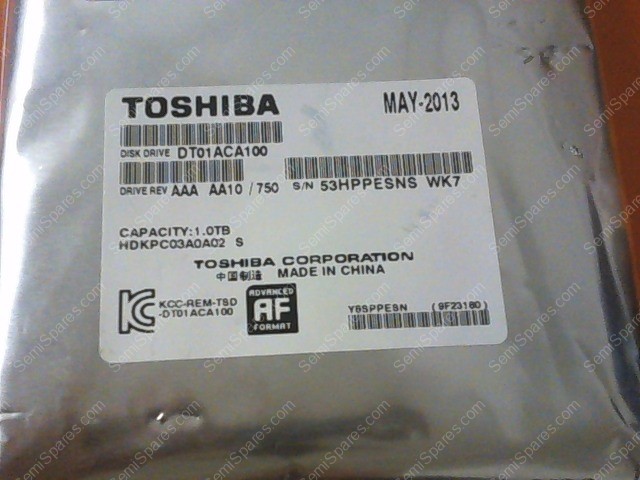 TOSHIBA
MAY-2013
DISK DRIVE DT01ACA100
DRIVE REV AAA AA10 / 750
S/N 53HPPESNS WK7
CAPACITY:1.0TB
HDKPC03A0A02 S
TOSHIBA CORPORATION
中国制造 MADE IN CHINA
KCC-REM-TSD
-DT01ACA100
ADVANCED
AF
FORMAT
Y6SPPESN (9F23180)
SemiSpares.com